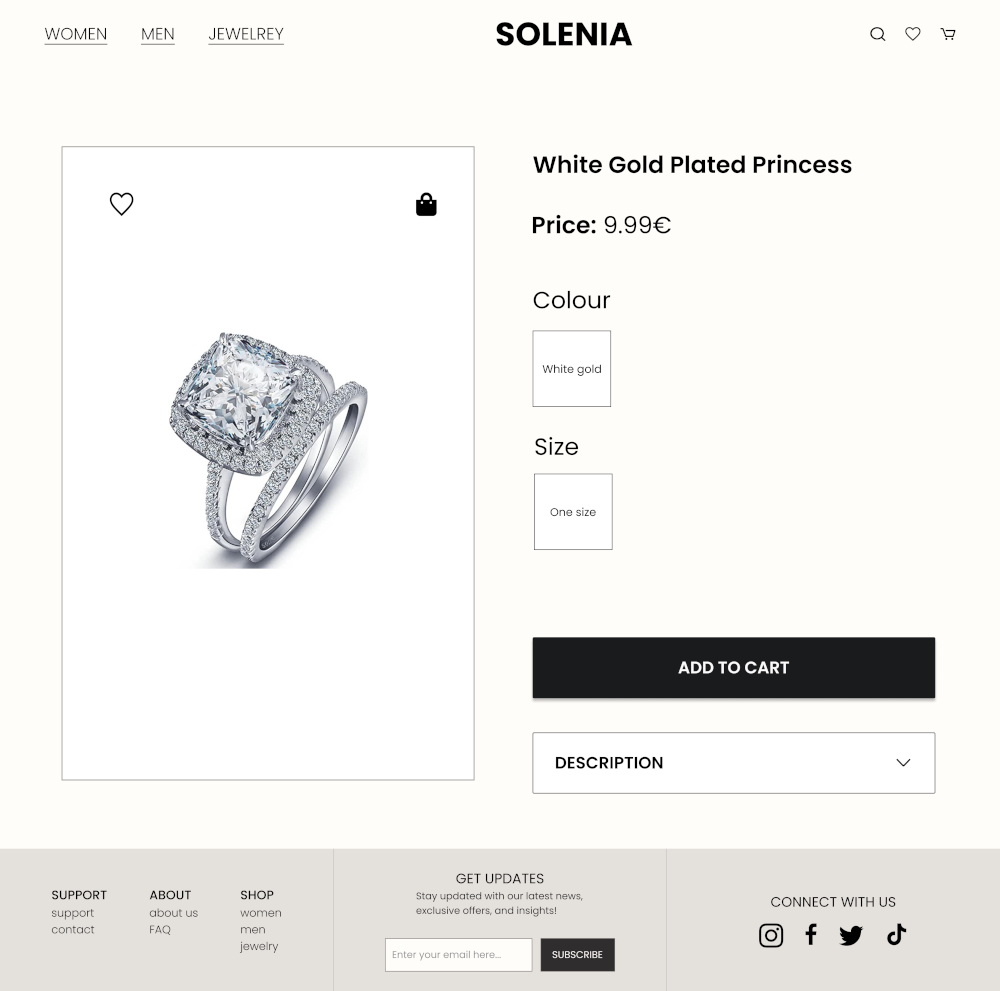 WOMEN MEN JEWELREY SOLENIA
White Gold Plated Princess
Price: 9.99€
Colour
White gold
Size
One size
ADD TO CART
DESCRIPTION
SUPPORT
support
contact
ABOUT
about us
FAQ
SHOP
women
men
jewelry
GET UPDATES
Stay updated with our latest news,
exclusive offers, and insights!
Enter your email here...
SUBSCRIBE
CONNECT WITH US